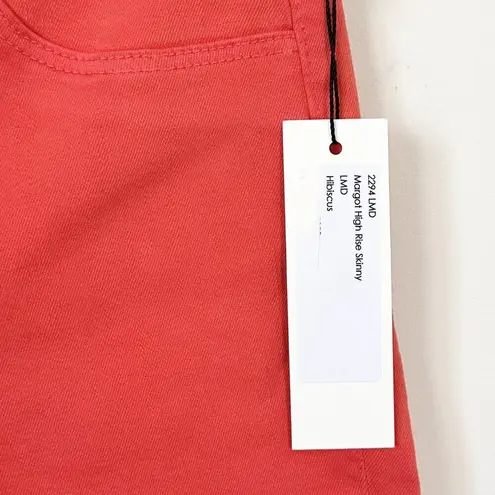 2294 LMD
Margot High Rise Skinny
LMD
Hibiscus